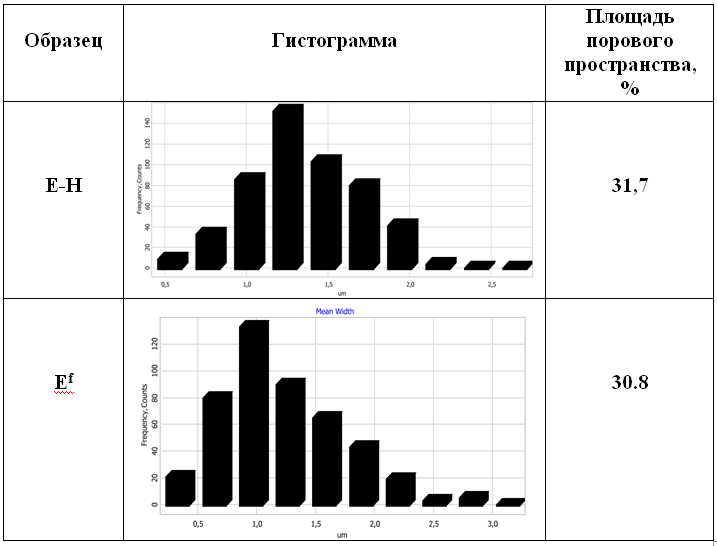 Образец
Гистограмма
Площадь
порового
пространства,
%
E-H
Frequency, Counts
140
120
100
80
60
40
20
0
0,5
1,0
1,5
2,0
2,5
um
31,7
Mean Width
E^f
Frequency, Counts
120
100
80
60
40
20
0
0,5
1,0
1,5
2,0
2,5
3,0
um
30.8